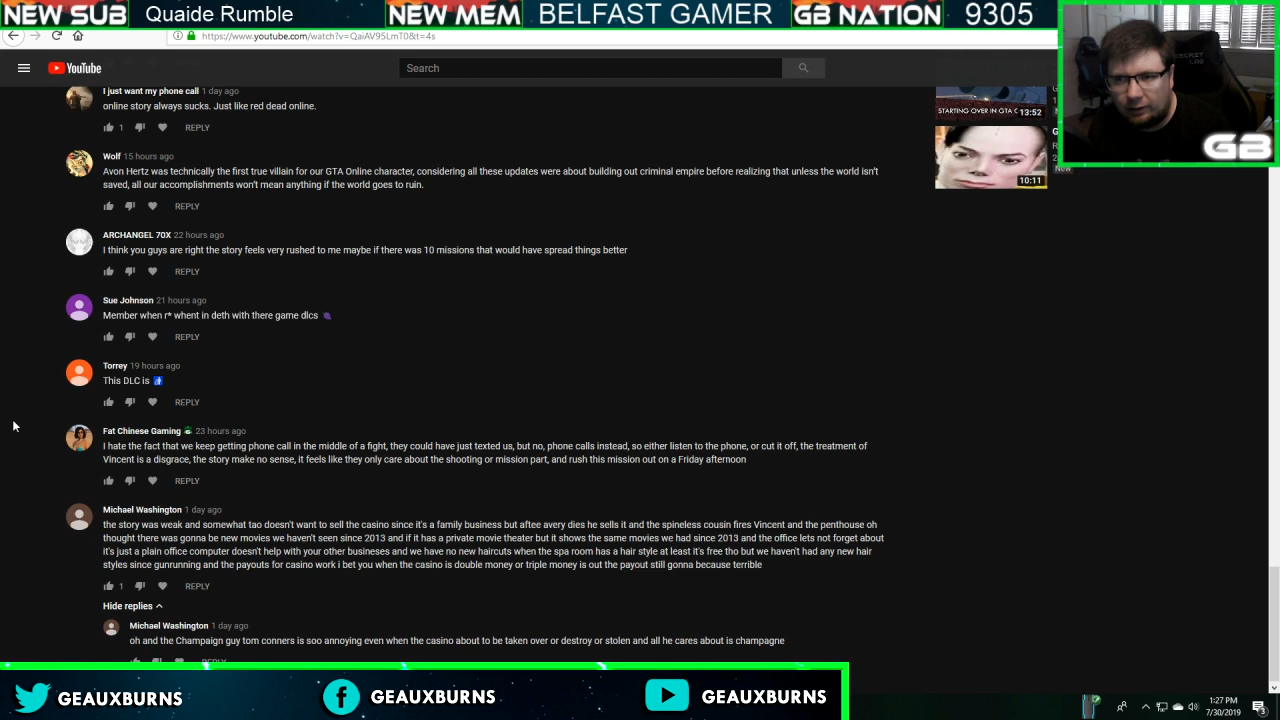 NEW SUB Quaide Rumble NEW MEM BELFAST GAMER GB NATION 9305
https://www.youtube.com/watch?v=QaiAV95LmT0&t=4s
YouTube
Search
I just want my phone call 1 day ago
online story always sucks. Just like red dead online.
1 REPLY
STARTING OVER IN GTA
13:52
SECRET LAB
GB
Wolf 15 hours ago
Avon Hertz was technically the first true villain for our GTA Online character, considering all these updates were about building out criminal empire before realizing that unless the world isn't
saved, all our accomplishments won't mean anything if the world goes to ruin.
REPLY
10:11
New
ARCHANGEL 70X 22 hours ago
I think you guys are right the story feels very rushed to me maybe if there was 10 missions that would have spread things better
REPLY
Sue Johnson 21 hours ago
Member when r* whent in deth with there game dlcs 🍆
REPLY
Torrey 19 hours ago
This DLC is 🚮
REPLY
Fat Chinese Gaming 23 hours ago
I hate the fact that we keep getting phone call in the middle of a fight, they could have just texted us, but no, phone calls instead, so either listen to the phone, or cut it off, the treatment of
Vincent is a disgrace, the story make no sense, it feels like they only care about the shooting or mission part, and rush this mission out on a Friday afternoon
REPLY
Michael Washington 1 day ago
the story was weak and somewhat tao doesn't want to sell the casino since it's a family business but aftee avery dies he sells it and the spineless cousin fires Vincent and the penthouse oh
thought there was gonna be new movies we haven't seen since 2013 and if it has a private movie theater but it shows the same movies we had since 2013 and the office lets not forget about
it's just a plain office computer doesn't help with your other busineses and we have no new haircuts when the spa room has a hair style at least it's free tho but we haven't had any new hair
styles since gunrunning and the payouts for casino work i bet you when the casino is double money or triple money is out the payout still gonna because terrible
1 REPLY
Hide replies
Michael Washington 1 day ago
oh and the Champaign guy tom conners is soo annoying even when the casino about to be taken over or destroy or stolen and all he cares about is champagne
REPLY
GEAUXBURNS GEAUXBURNS GEAUXBURNS
1:27 PM
7/30/2019
3